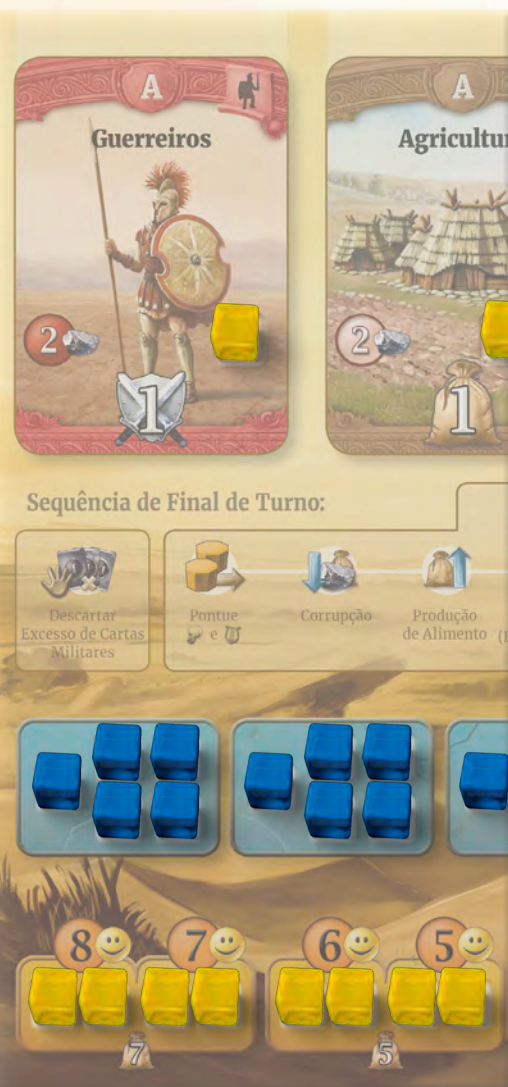 A
Guerreiros
2
1
A
Agricultur
2
1
Sequência de Final de Turno:
Descartar
Excesso de Cartas
Militares
Pontue
e
Corrupção
Produção
de Alimento
8
7
6
5
7
5